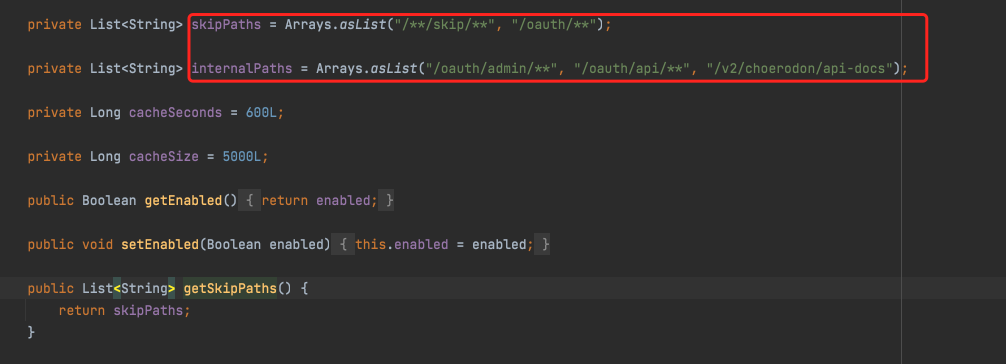 private List<String> skipPaths = Arrays.asList("/**/skip/**", "/oauth/**");
private List<String> internalPaths = Arrays.asList("/oauth/admin/**", "/oauth/api/**", "/v2/choerodon/api-docs");
private Long cacheSeconds = 600L;
private Long cacheSize = 5000L;
public Boolean getEnabled() { return enabled; }
public void setEnabled(Boolean enabled) { this.enabled = enabled; }
public List<String> getSkipPaths() {
return skipPaths;
}